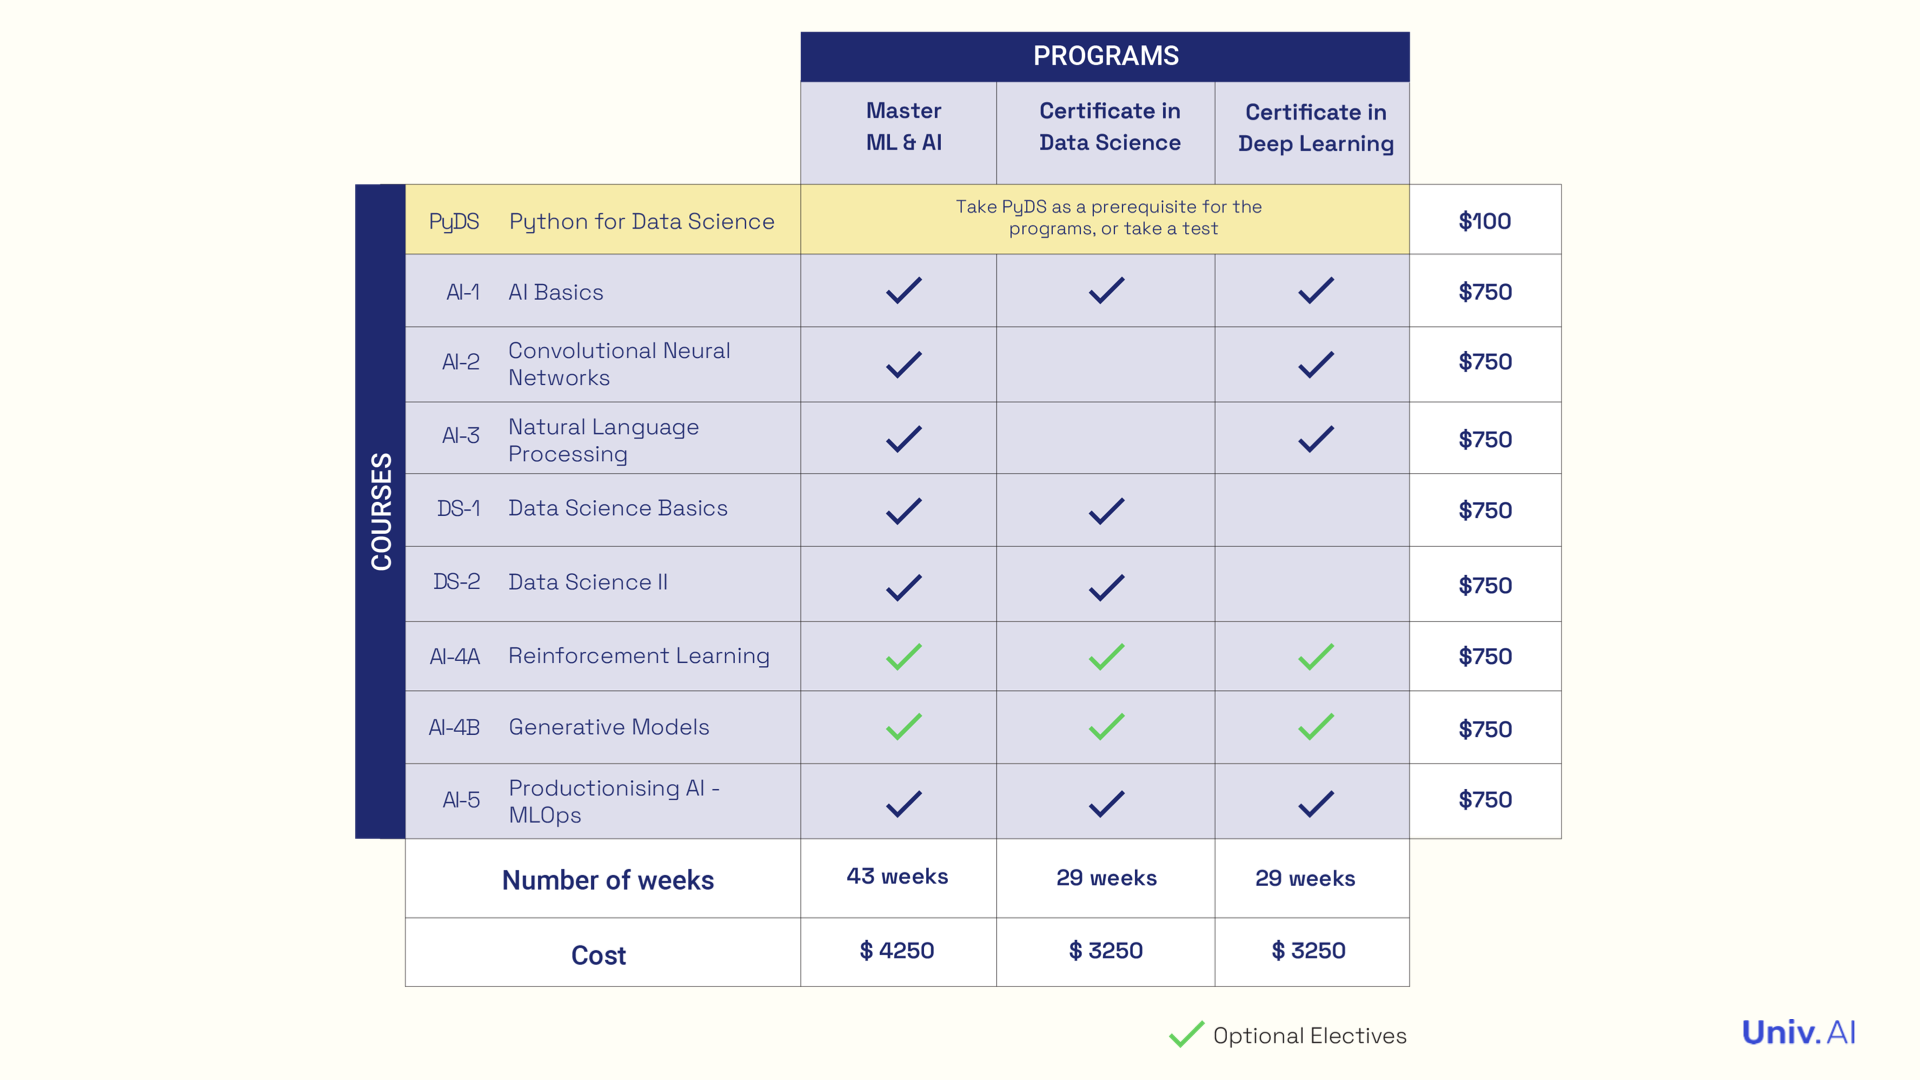 PROGRAMS
Master
ML & AI
Certificate in
Data Science
Certificate in
Deep Learning
COURSES
PyDS Python for Data Science
Take PyDS as a prerequisite for the
programs, or take a test
$100
AI-1 AI Basics $750
AI-2 Convolutional Neural
Networks
$750
AI-3 Natural Language
Processing
$750
DS-1 Data Science Basics $750
DS-2 Data Science II $750
AI-4A Reinforcement Learning $750
AI-4B Generative Models $750
AI-5 Productionising AI -
MLOps
$750
Number of weeks 43 weeks 29 weeks 29 weeks
Cost $ 4250 $ 3250 $ 3250
Optional Electives
Univ.AI